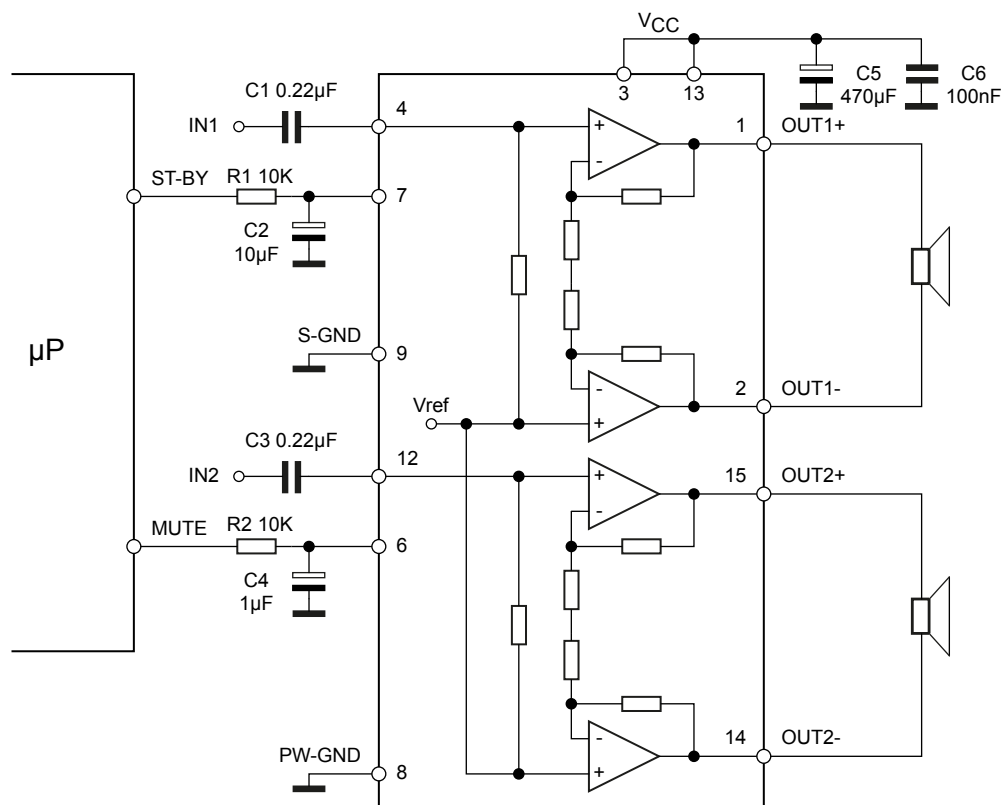 VCC
3
13
C5
470µF
C6
100nF
C1 0.22µF
IN1
4
+
-
1
OUT1+
ST-BY
R1 10K
7
C2
10µF
S-GND
9
µP
Vref
-
+
2
OUT1-
C3 0.22µF
IN2
12
+
-
15
OUT2+
MUTE
R2 10K
6
C4
1µF
PW-GND
8
-
+
14
OUT2-